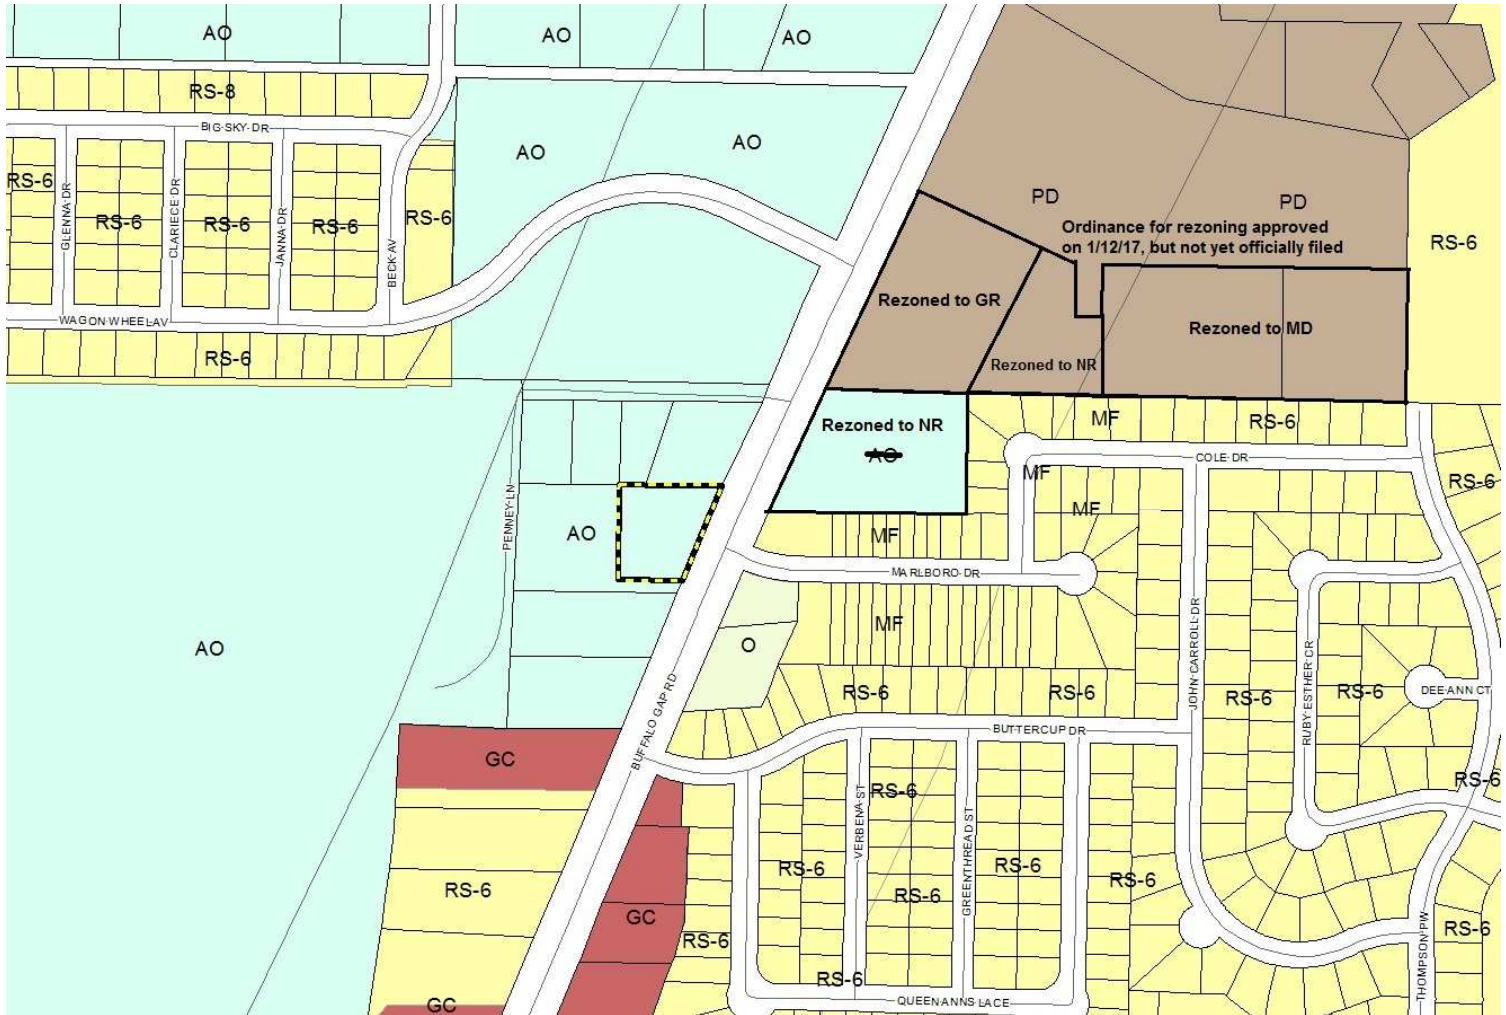 AO
AO
AO
RS-8
BIG SKY DR
AO
AO
RS-6
GLENNA DR
RS-6
CLARIECE DR
RS-6
JANNA DR
RS-6
BECK AV
RS-6
PD
PD
Ordinance for rezoning approved
on 1/12/17, but not yet officially filed
RS-6
WAGON WHEEL AV
RS-6
Rezoned to GR
Rezoned to NR
Rezoned to MD
Rezoned to NR
AO
MF
RS-6
COLE DR
MF
MF
RS-6
PENNEY LN
AO
MF
MARLBORO DR
MF
O
AO
RS-6
RS-6
JOHN CARROLL DR
RS-6
RUBY ESTHER CR
RS-6
DEE ANN CT
BUFFALO GAP RD
BUTTERCUP DR
GC
RS-6
RS-6
VERBENA ST
GREENTHREAD ST
RS-6
RS-6
RS-6
RS-6
RS-6
GC
RS-6
RS-6
THOMPSON PW
RS-6
QUEEN ANNS LACE
GC